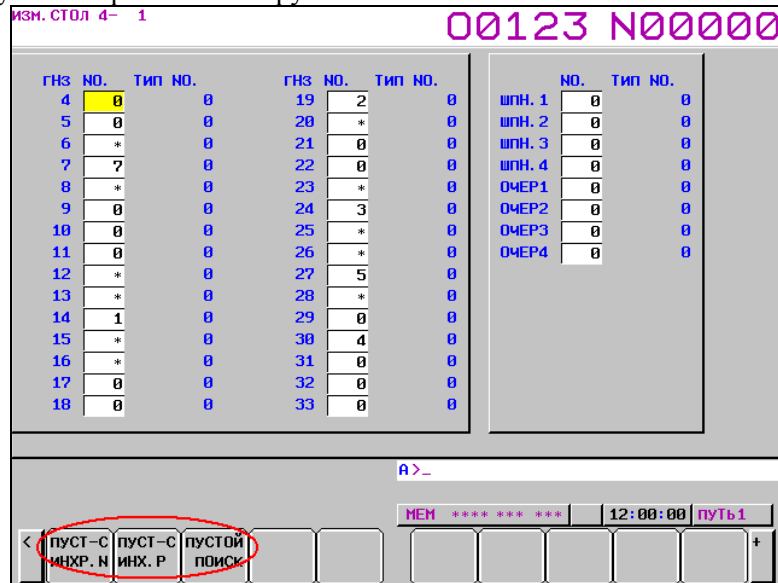 ИЗМ. СТОЛ 4- 1
O0123 N00000
ГНЗ NO. ТИП NO. ГНЗ NO. ТИП NO. NO. ТИП NO.
4 0 0 19 2 0 ШПН. 1 0 0
5 0 0 20 * 0 ШПН. 2 0 0
6 * 0 21 0 0 ШПН. 3 0 0
7 7 0 22 0 0 ШПН. 4 0 0
8 * 0 23 * 0 ОЧЕР1 0 0
9 0 0 24 3 0 ОЧЕР2 0 0
10 0 0 25 * 0 ОЧЕР3 0 0
11 0 0 26 * 0 ОЧЕР4 0 0
12 * 0 27 5 0
13 * 0 28 * 0
14 1 0 29 0 0
15 * 0 30 4 0
16 * 0 31 0 0
17 0 0 32 0 0
18 0 0 33 0 0
A>_
MEM **** *** *** 12:00:00 ПУТЬ1
< ПУСТ-С ПУСТ-С ПУСТОЙ +
ИНХР. N ИНХ. P ПОИСК